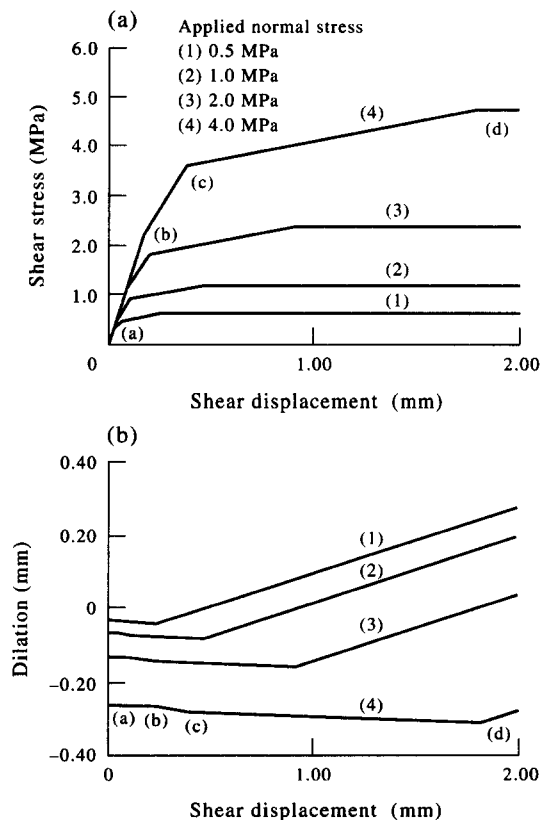 (a)
Applied normal stress
(1) 0.5 MPa
(2) 1.0 MPa
(3) 2.0 MPa
(4) 4.0 MPa
6.0
5.0
4.0
3.0
2.0
1.0
0
Shear stress (MPa)
(4)
(d)
(c)
(b)
(3)
(2)
(1)
(a)
1.00
2.00
Shear displacement (mm)
(b)
0.40
0.20
0
−0.20
−0.40
Dilation (mm)
(1)
(2)
(3)
(4)
(a)
(b)
(c)
(d)
0
1.00
2.00
Shear displacement (mm)